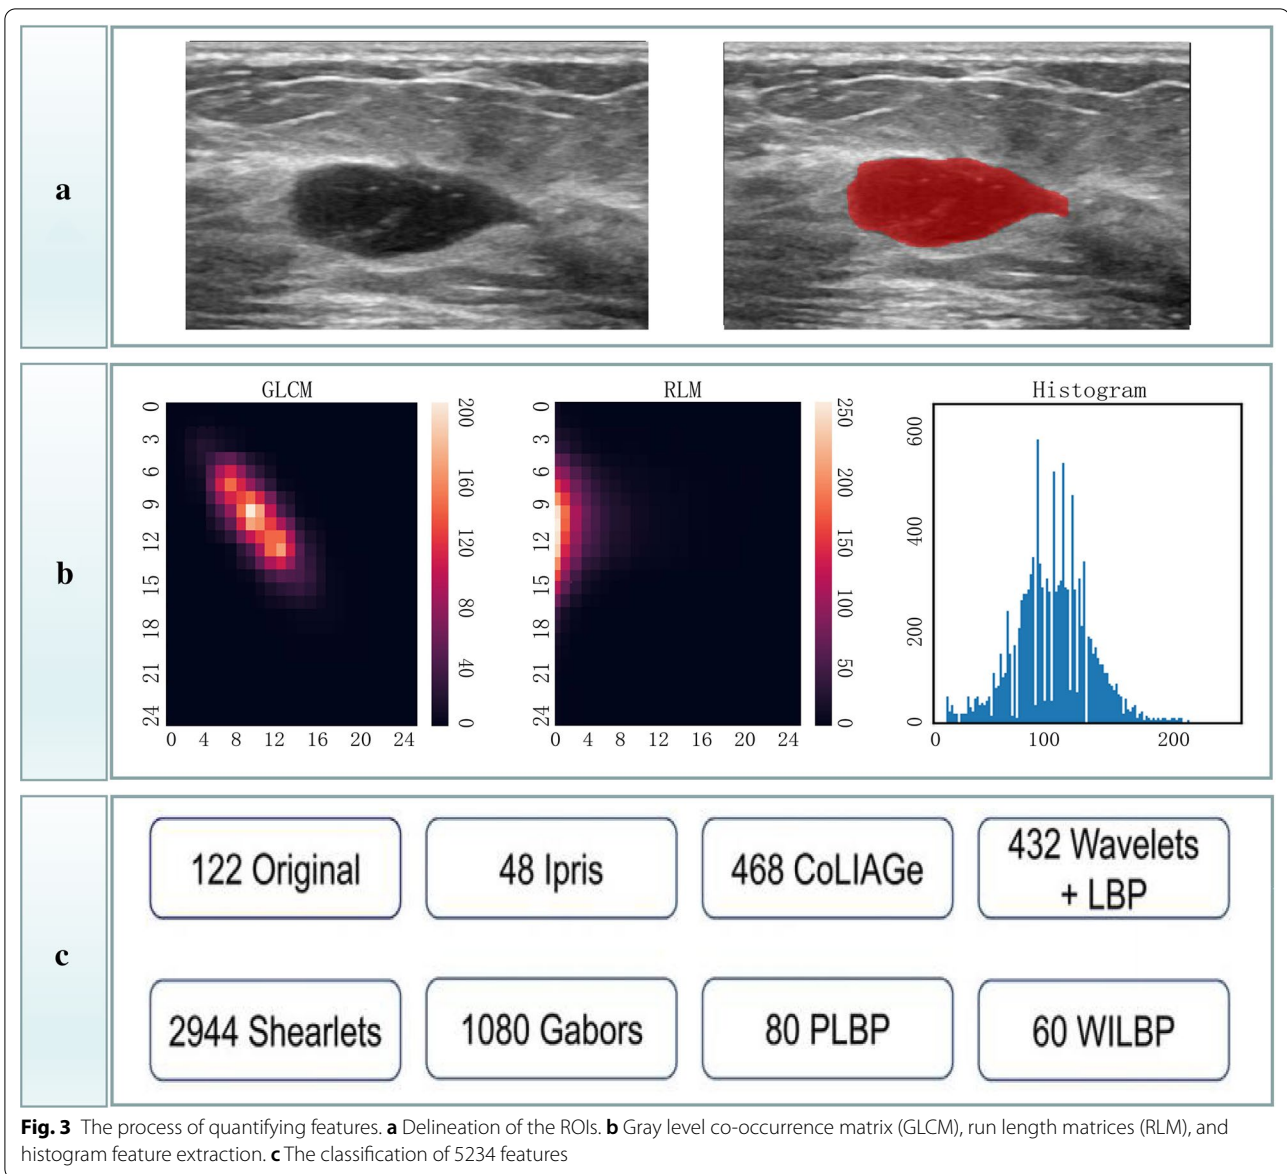 a
b
GLCM
0
3
6
9
12
15
18
21
24
0 4 8 12 16 20 24
200
160
120
80
40
0
RLM
0
3
6
9
12
15
18
21
24
0 4 8 12 16 20 24
250
200
150
100
50
0
Histogram
600
400
200
0
0 100 200
c
122 Original
48 Ipris
468 CoLIAGe
432 Wavelets
+ LBP
2944 Shearlets
1080 Gabors
80 PLBP
60 WILBP
Fig. 3 The process of quantifying features. a Delineation of the ROIs. b Gray level co-occurrence matrix (GLCM), run length matrices (RLM), and
histogram feature extraction. c The classification of 5234 features